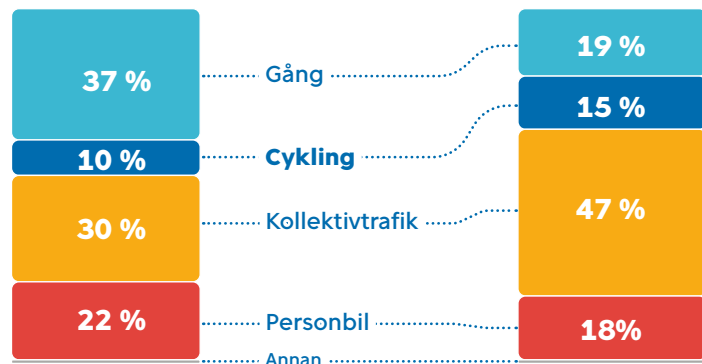 37 %
Gång
19 %
10 %
Cykling
15 %
30 %
Kollektivtrafik
47 %
22 %
Personbil
18%
Annan